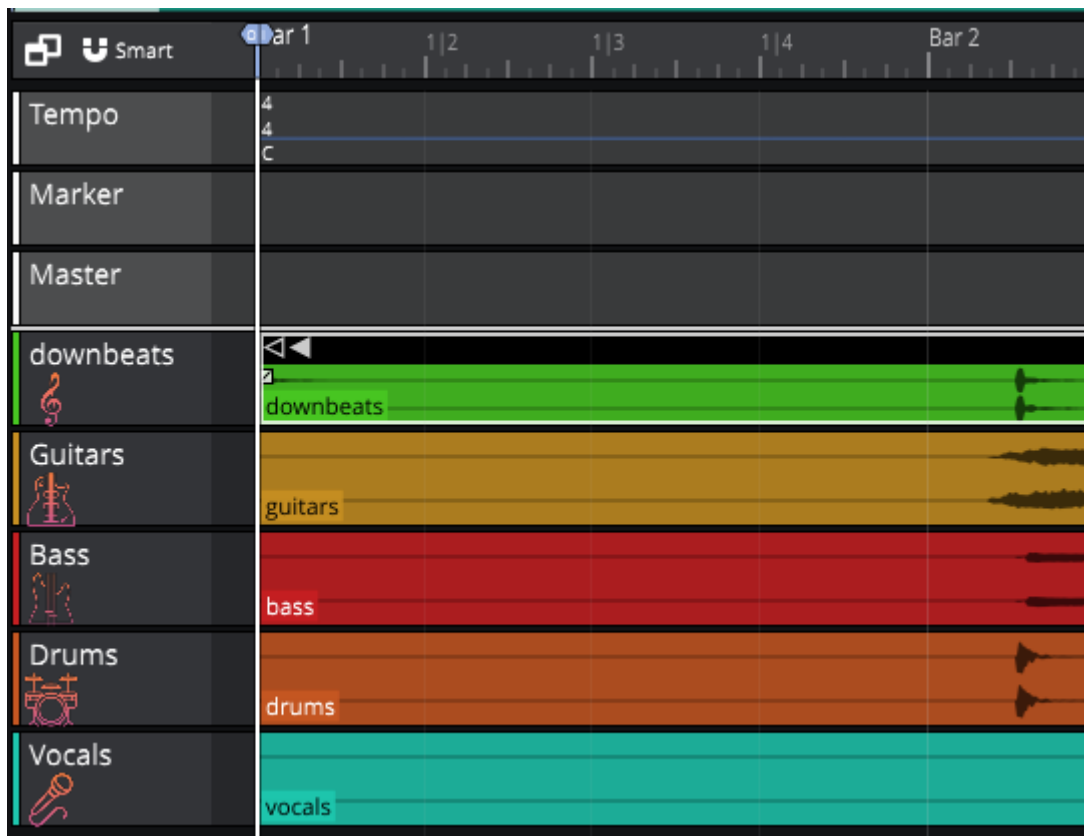 Smart
Bar 1
1|2
1|3
1|4
Bar 2
Tempo
4
4
C
Marker
Master
downbeats
downbeats
Guitars
guitars
Bass
bass
Drums
drums
Vocals
vocals